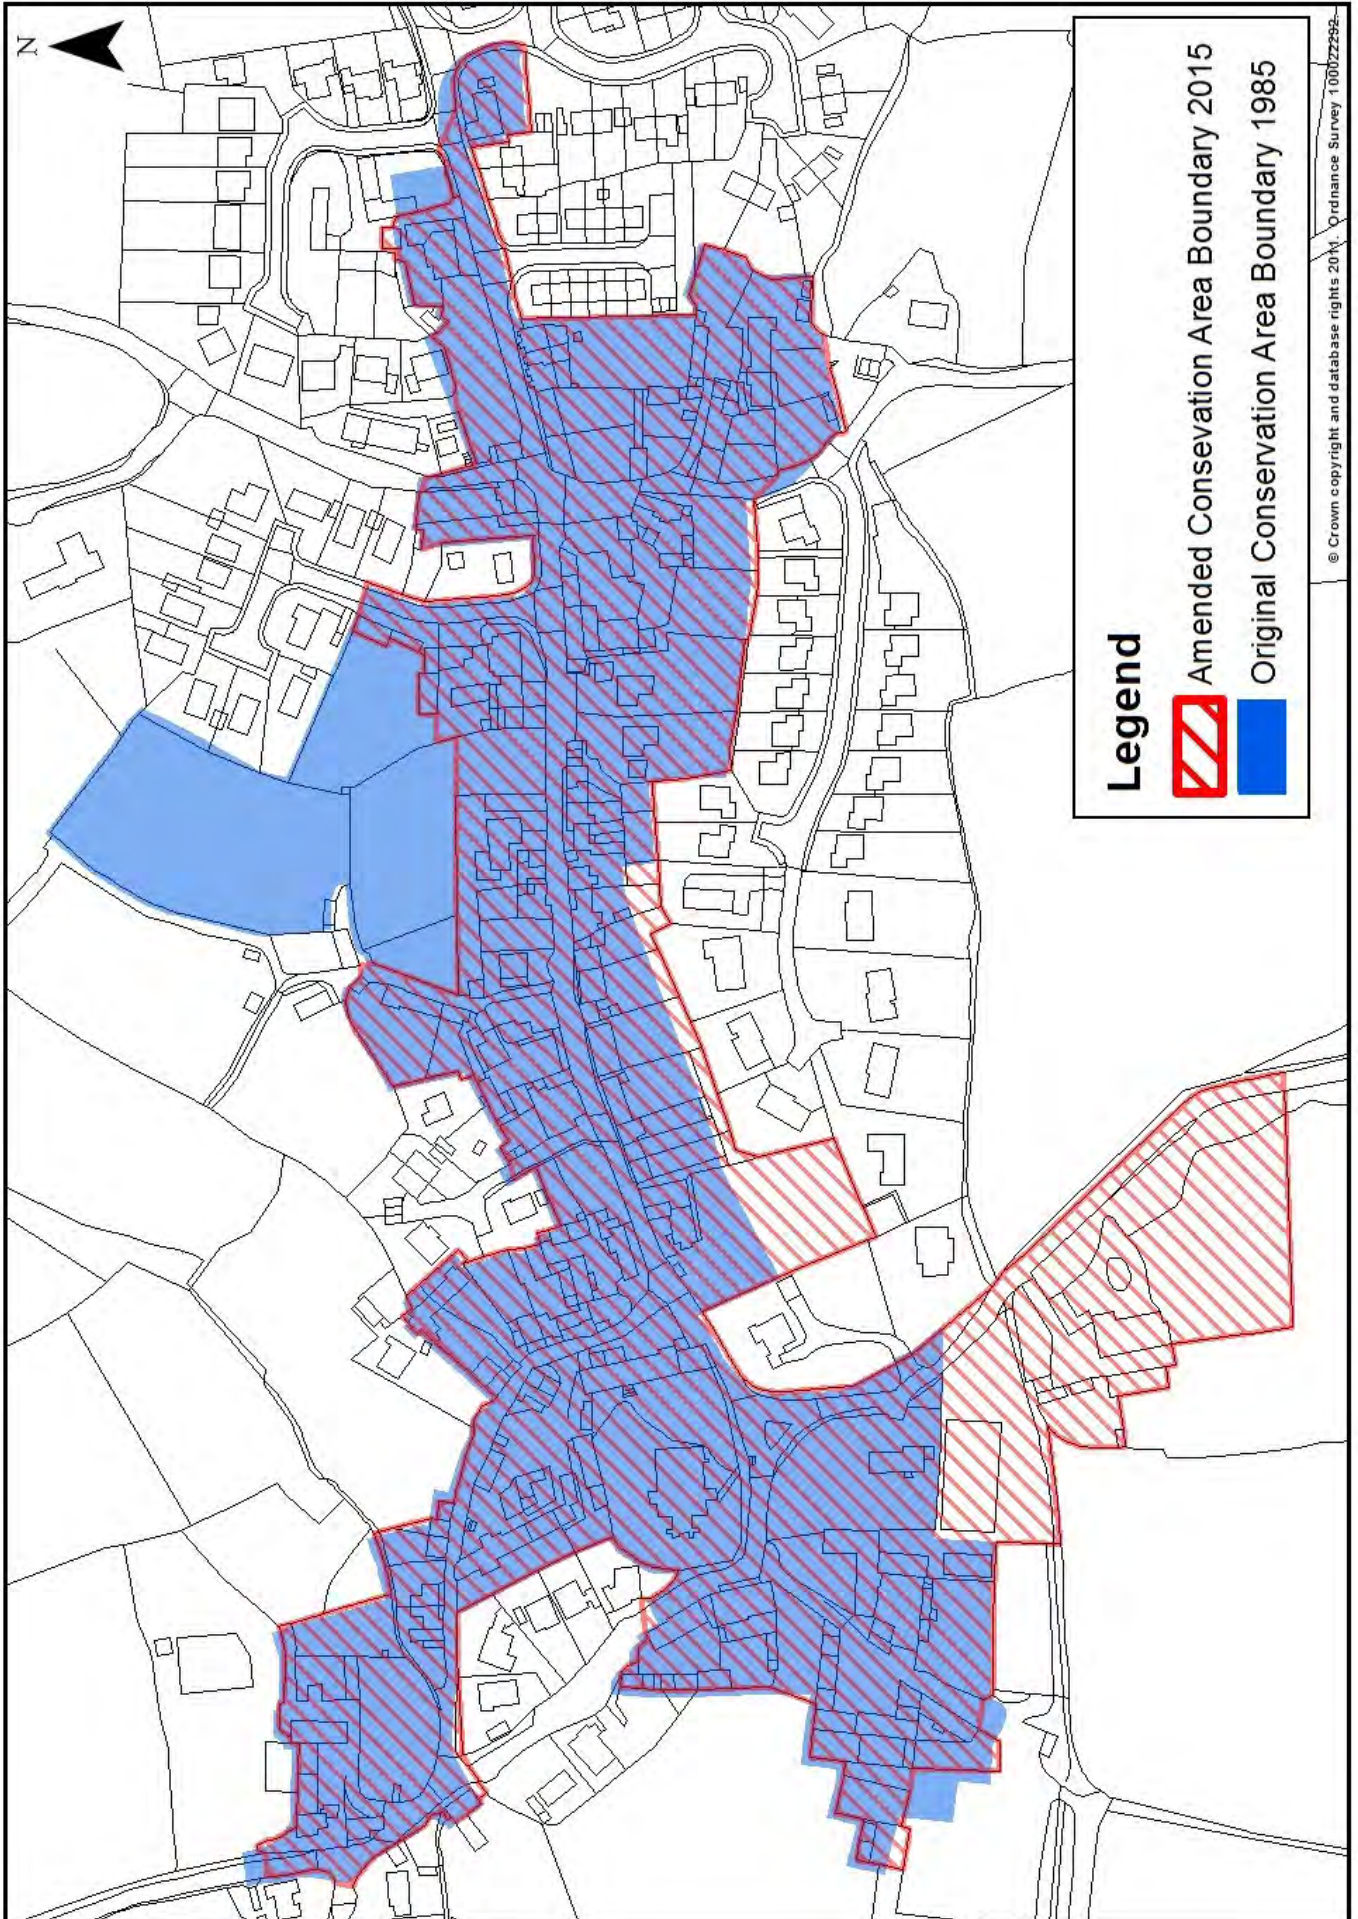 N
Legend
Amended Consevation Area Boundary 2015
Original Conservation Area Boundary 1985
© Crown copyright and database rights 2011. Ordnance Survey 100022292.